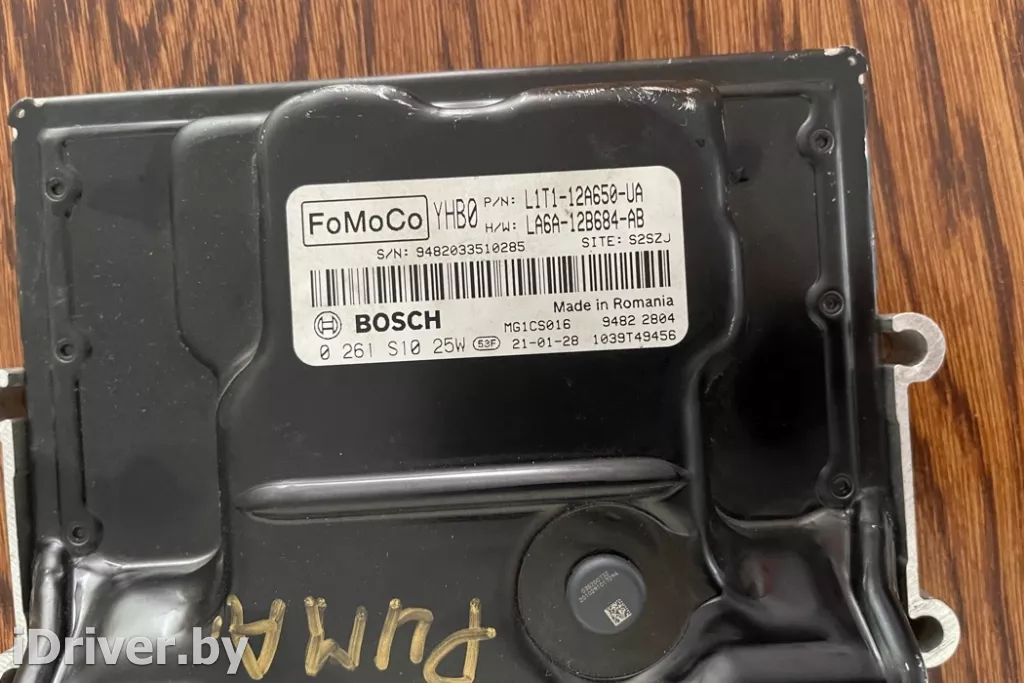 FoMoCo YHB0 P/N: L1T1-12A650-UA
H/W: LA6A-12B684-AB
S/N: 9482033510285 SITE: S2SZJ
Made in Romania
BOSCH MG1CS016 9482 2804
0 261 S10 25W 53F 21-01-28 1039T49456
PUMA
iDriver.by